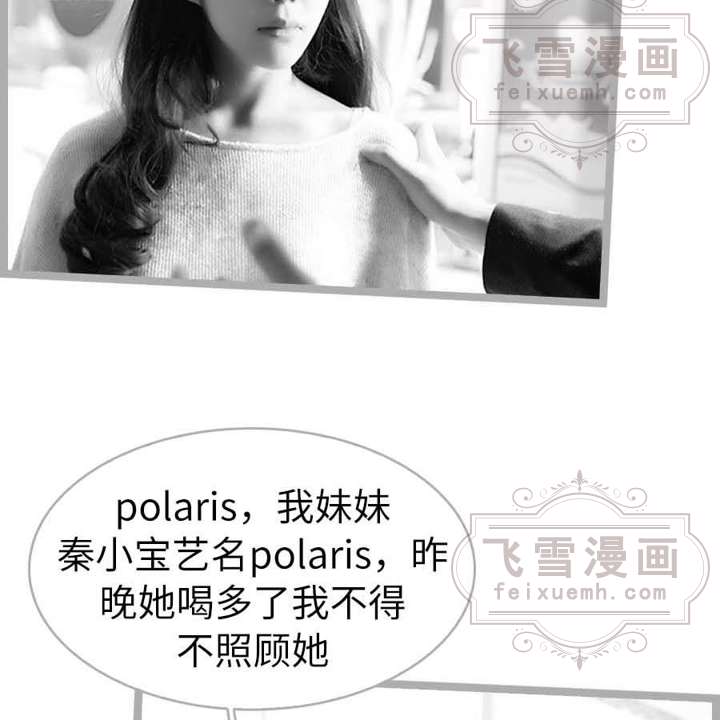 飞雪漫画
feixuemh.com
polaris，我妹妹
秦小宝艺名polaris，昨
晚她喝多了我不得
不照顾她
飞雪漫画
feixuemh.com